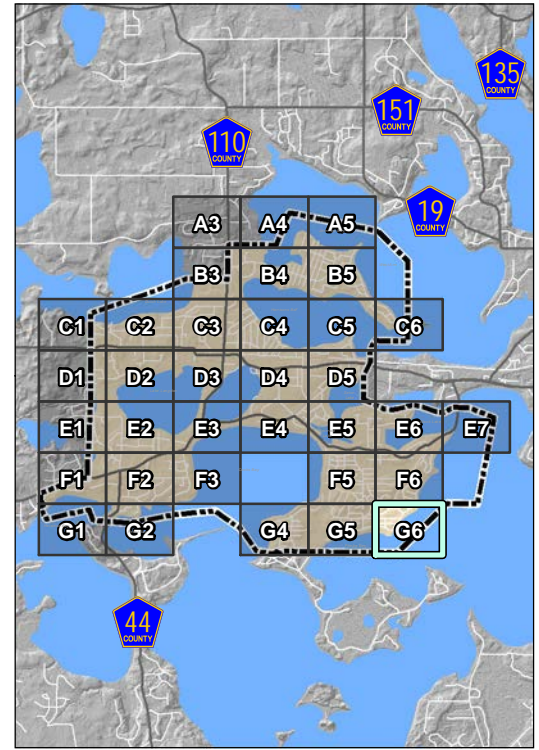 135
COUNTY
151
COUNTY
110
COUNTY
19
COUNTY
A3 A4 A5
B3 B4 B5
C1 C2 C3 C4 C5 C6
D1 D2 D3 D4 D5
E1 E2 E3 E4 E5 E6 E7
F1 F2 F3 F5 F6
G1 G2 G4 G5 G6
44
COUNTY